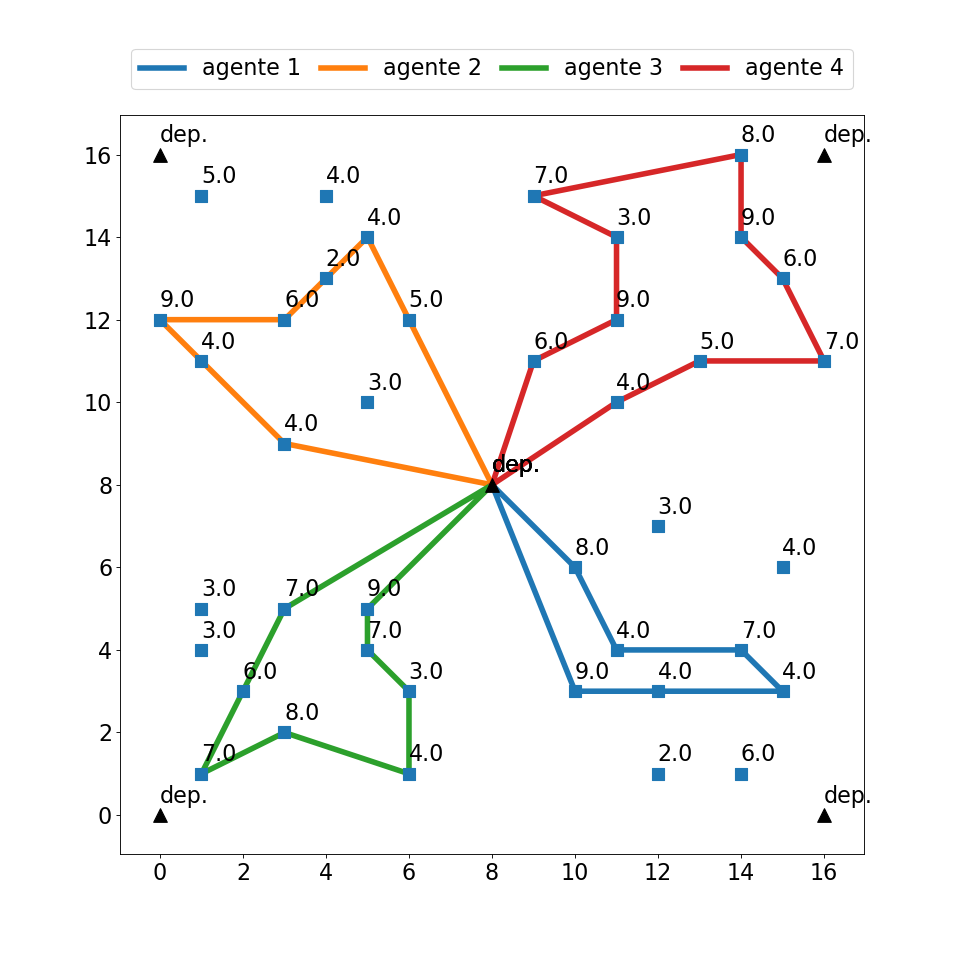 agente 1 agente 2 agente 3 agente 4
dep. 8.0 dep.
16
5.0 4.0 7.0
4.0 3.0 9.0
14
2.0 6.0
9.0 6.0 5.0 9.0
12
4.0 6.0 5.0 7.0
3.0 4.0
10
4.0
dep.
8
3.0
8.0 4.0
6
3.0 7.0 9.0
3.0 7.0 4.0 7.0
4
6.0 3.0 9.0 4.0 4.0
8.0
2
7.0 4.0 2.0 6.0
dep. dep.
0
0 2 4 6 8 10 12 14 16